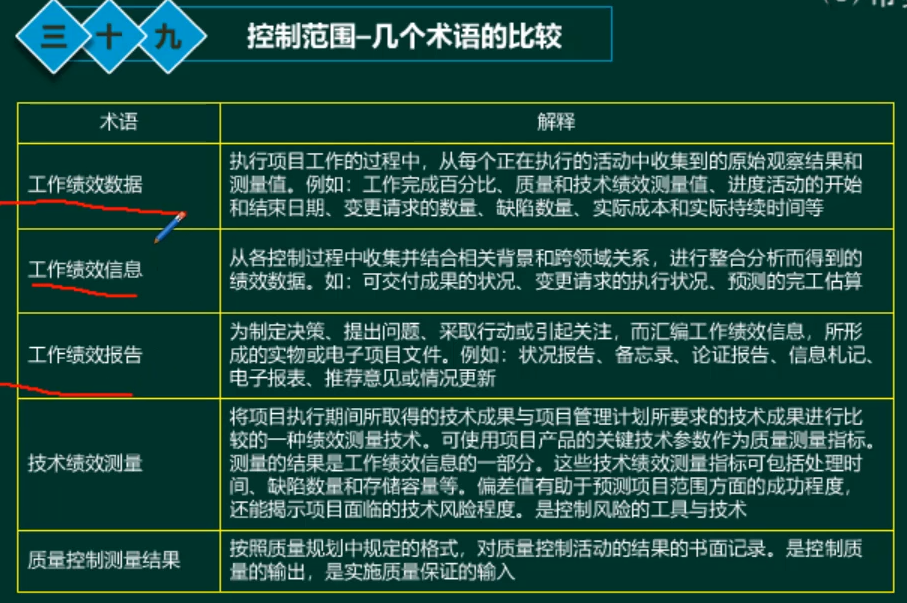 三十九
控制范围-几个术语的比较
术语
解释
工作绩效数据
执行项目工作的过程中，从每个正在执行的活动中收集到的原始观察结果和
测量值。例如：工作完成百分比、质量和技术绩效测量值、进度活动的开始
和结束日期、变更请求的数量、缺陷数量、实际成本和实际持续时间等
工作绩效信息
从各控制过程中收集并结合相关背景和跨领域关系，进行整合分析而得到的
绩效数据。如：可交付成果的状况、变更请求的执行状况、预测的完工估算
工作绩效报告
为制定决策、提出问题、采取行动或引起关注，而汇编工作绩效信息，所形
成的实物或电子项目文件。例如：状况报告、备忘录、论证报告、信息札记、
电子报表、推荐意见或情况更新
技术绩效测量
将项目执行期间所取得的技术成果与项目管理计划所要求的技术成果进行比
较的一种绩效测量技术。可使用项目产品的关键技术参数作为质量测量指标。
测量的结果是工作绩效信息的一部分。这些技术绩效测量指标可包括处理时
间、缺陷数量和存储容量等。偏差值有助于预测项目范围方面的成功程度，
还能揭示项目面临的技术风险程度。是控制风险的工具与技术
质量控制测量结果
按照质量规划中规定的格式，对质量控制活动的结果的书面记录。是控制质
量的输出，是实施质量保证的输入